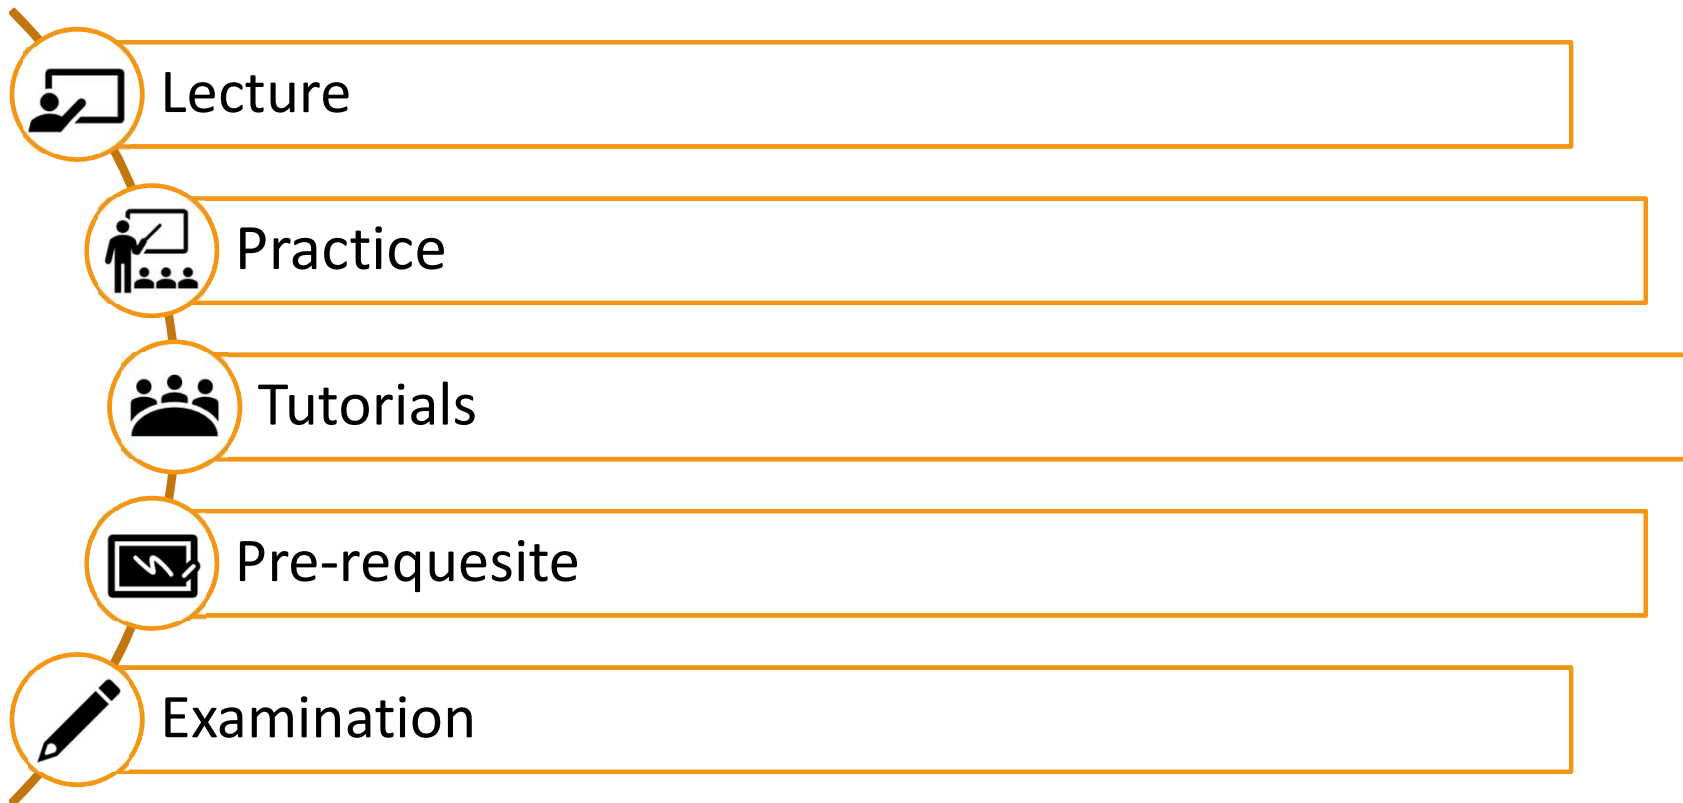 Lecture
Practice
Tutorials
Pre-requesite
Examination